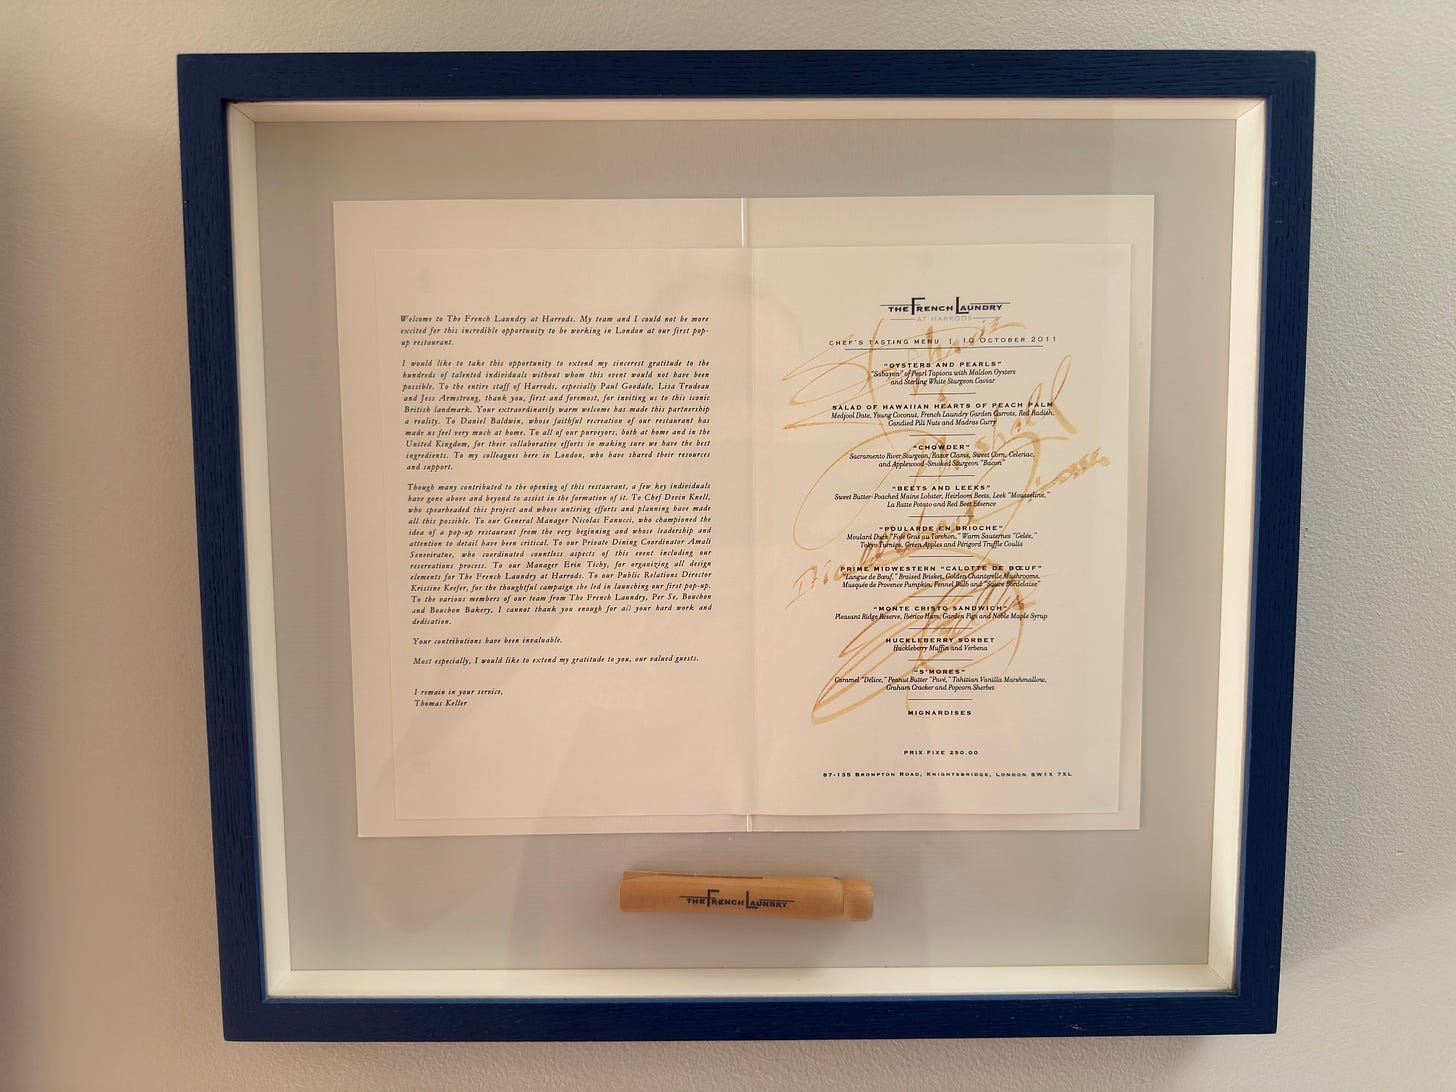 Welcome to The French Laundry at Harrods. My team and I could not be more
excited for this incredible opportunity to be working in London at our first pop-
up restaurant.
I would like to take this opportunity to extend my sincerest gratitude to the
hundreds of talented individuals without whom this event would not have been
possible. To the entire staff of Harrods, especially Paul Goodale, Lisa Trudeau
and Jess Armstrong, thank you, first and foremost, for inviting us to this iconic
British landmark. Your extraordinarily warm welcome has made this partnership
a reality. To Daniel Baldwin, whose faithful recreation of our restaurant has
made us feel very much at home. To all of our purveyors, both at home and in the
United Kingdom, for their collaborative efforts in making sure we have the best
ingredients. To my colleagues here in London, who have shared their resources
and support.
Though many contributed to the opening of this restaurant, a few key individuals
have gone above and beyond to assist in the formation of it. To Chef Devin Knell,
who spearheaded this project and whose untiring efforts and planning have made
all this possible. To our General Manager Nicolas Fanucci, who championed the
idea of a pop-up restaurant from the very beginning and whose leadership and
attention to detail have been critical. To our Private Dining Coordinator Amali
Seneviratne, who coordinated countless aspects of this event including our
reservations process. To our Manager Erin Tichy, for organizing all design
elements for The French Laundry at Harrods. To our Public Relations Director
Kristine Keefer, for the thoughtful campaign she led in launching our first pop-up.
To the various members of our team from The French Laundry, Per Se, Bouchon
and Bouchon Bakery, I cannot thank you enough for all your hard work and
dedication.
Your contributions have been invaluable.
Most especially, I would like to extend my gratitude to you, our valued guests.
I remain in your service,
Thomas Keller
THE FRENCH LAUNDRY
AT HARRODS
CHEF'S TASTING MENU | 10 OCTOBER 2011
"OYSTERS AND PEARLS"
"Sabayon" of Pearl Tapioca with Maldon Oysters
and Sterling White Sturgeon Caviar
SALAD OF HAWAIIAN HEARTS OF PEACH PALM
Medjool Date, Young Coconut, French Laundry Garden Carrots, Red Radish,
Candied Pili Nuts and Madras Curry
"CHOWDER"
Sacramento River Sturgeon, Razor Clams, Sweet Corn, Celeriac,
and Applewood-Smoked Sturgeon "Bacon"
"BEETS AND LEEKS"
Sweet Butter-Poached Maine Lobster, Heirloom Beets, Leek "Mousseline,"
La Ratte Potato and Red Beet Essence
"POULARDE EN BRIOCHE"
Moulard Duck "Foie Gras au Torchon," Warm Sauternes "Gelée,"
Tokyo Turnips, Green Apples and Périgord Truffle Coulis
PRIME MIDWESTERN "CALOTTE DE BŒUF"
"Langue de Bœuf," Braised Brisket, Golden Chanterelle Mushrooms,
Musquée de Provence Pumpkin, Fennel Bulb and "Sauce Bordelaise"
"MONTE CRISTO SANDWICH"
Pleasant Ridge Reserve, Ibérico Ham, Garden Figs and Noble Maple Syrup
HUCKLEBERRY SORBET
Huckleberry Muffin and Verbena
"S'MORES"
Caramel "Délice," Peanut Butter "Pavé," Tahitian Vanilla Marshmallow,
Graham Cracker and Popcorn Sherbet
MIGNARDISES
PRIX FIXE 250.00
87-135 BROMPTON ROAD, KNIGHTSBRIDGE, LONDON SW1X 7XL
THE FRENCH LAUNDRY